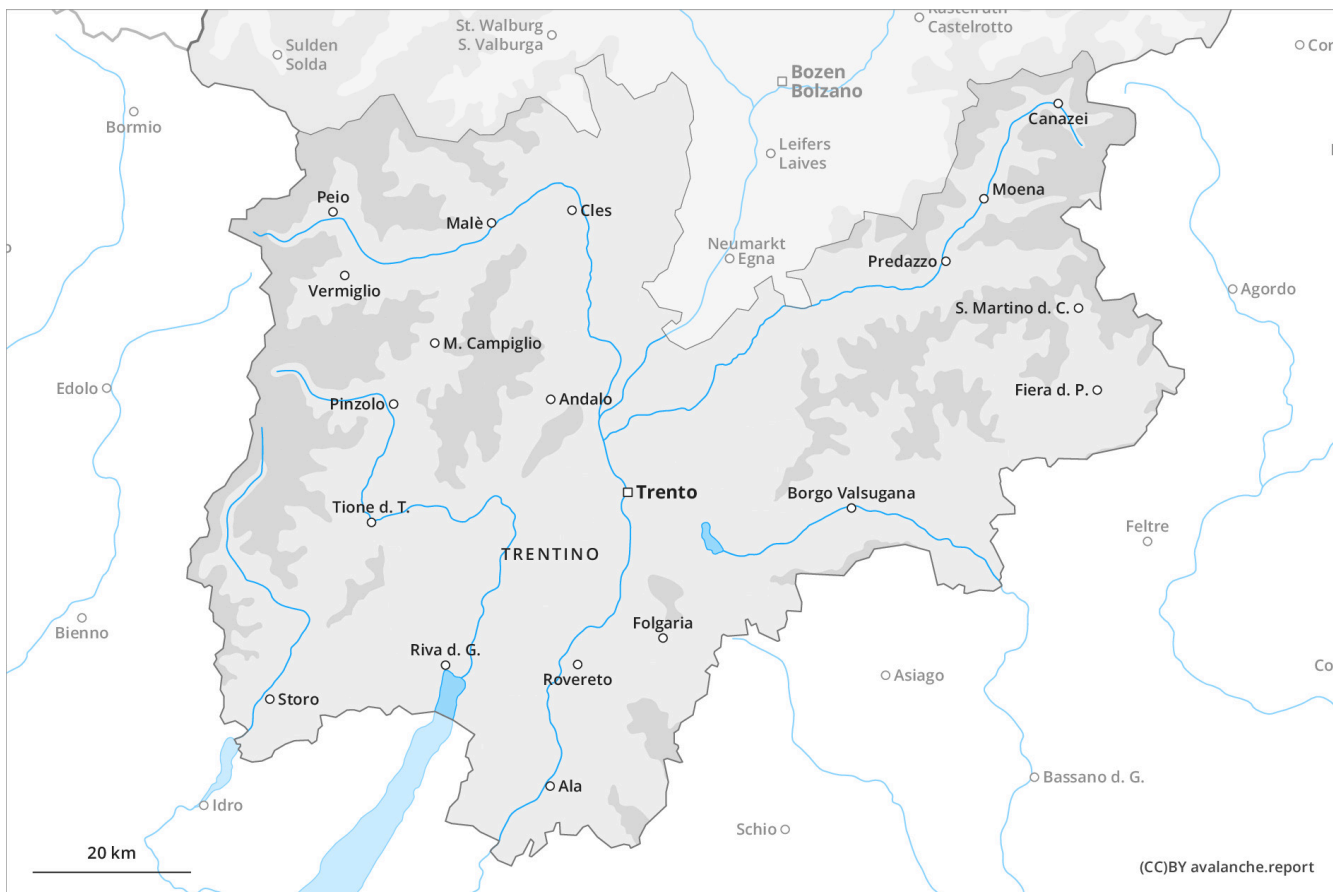 Kastelruth
Castelrotto
St. Walburg
S. Valburga
Sulden
Solda
Cor
Bozen
Bolzano
Bormio
Canazei
Leifers
Laives
Moena
Peio
Malè
Cles
Neumarkt
Egna
Predazzo
Vermiglio
Agordo
S. Martino d. C.
M. Campiglio
Edolo
Pinzolo
Andalo
Fiera d. P.
Trento
Borgo Valsugana
Tione d. T.
Feltre
TRENTINO
Bienno
Folgaria
Riva d. G.
Rovereto
Asiago
Co
Storo
Ala
Bassano d. G.
Idro
Schio
20 km
(CC)BY avalanche.report